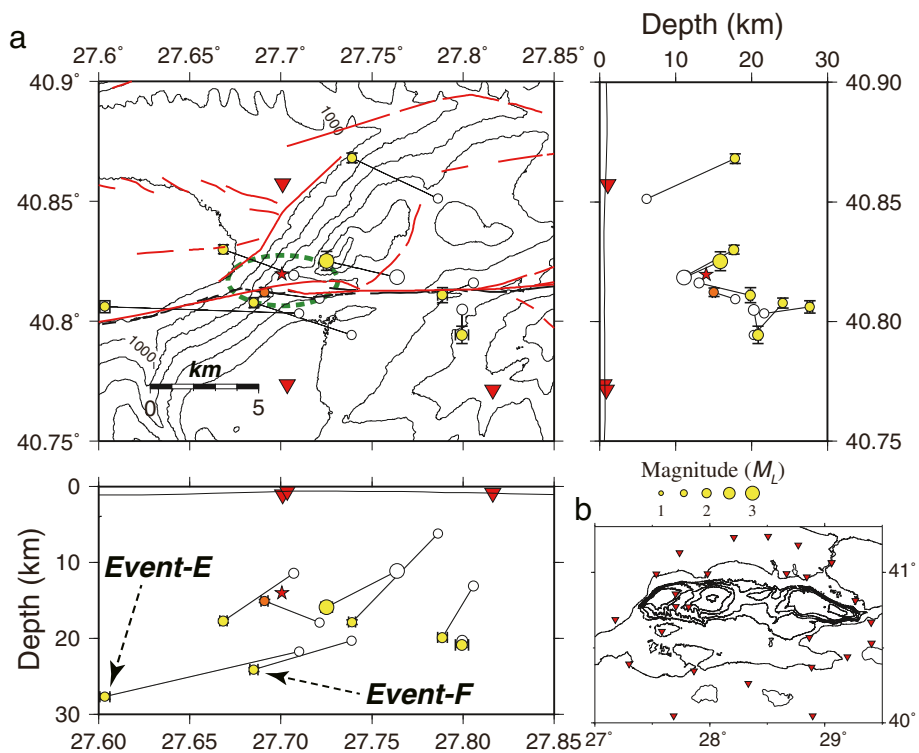 a
Depth (km)
27.6° 27.65° 27.7° 27.75° 27.8° 27.85°
0 10 20 30
40.9° 40.90
1000
40.85° 40.85
40.8° 40.80
1000
km
0 5
40.75° 40.75
0
10
20
30
Depth (km)
Event-E
Event-F
27.60 27.65 27.70 27.75 27.80 27.85
Magnitude (ML)
1 2 3
b
41°
40°
27° 28° 29°